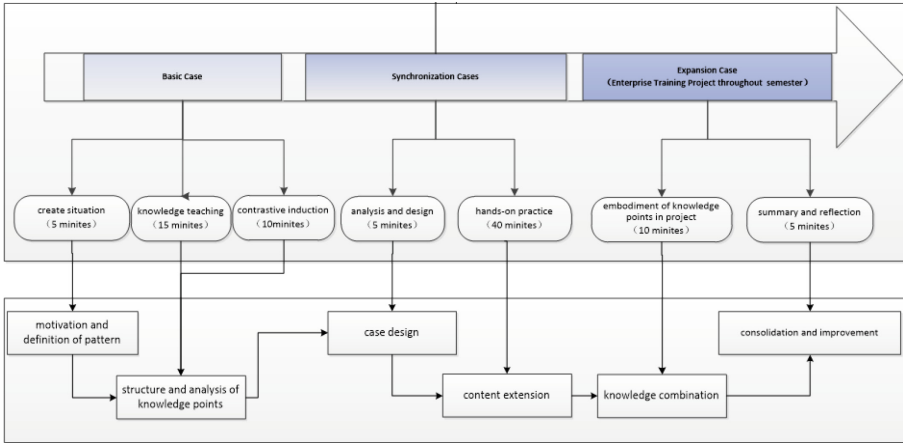 Basic Case
Synchronization Cases
Expansion Case
（Enterprise Training Project throughout semester）
create situation
（5 minites）
knowledge teaching
（15 minites）
contrastive induction
（10minites）
analysis and design
（5 minites）
hands-on practice
（40 minites）
embodiment of knowledge
points in project
（10 minites）
summary and reflection
（5 minites）
motivation and
definition of pattern
case design
consolidation and improvement
structure and analysis of
knowledge points
content extension
knowledge combination